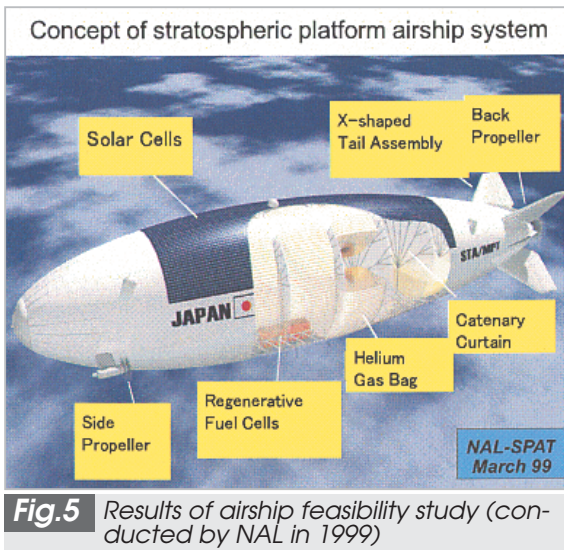 Concept of stratospheric platform airship system
Solar Cells
X-shaped
Tail Assembly
Back
Propeller
STA/MPT
JAPAN
Catenary
Curtain
Helium
Gas Bag
Regenerative
Fuel Cells
Side
Propeller
NAL-SPAT
March 99
Fig.5 Results of airship feasibility study (con-
ducted by NAL in 1999)